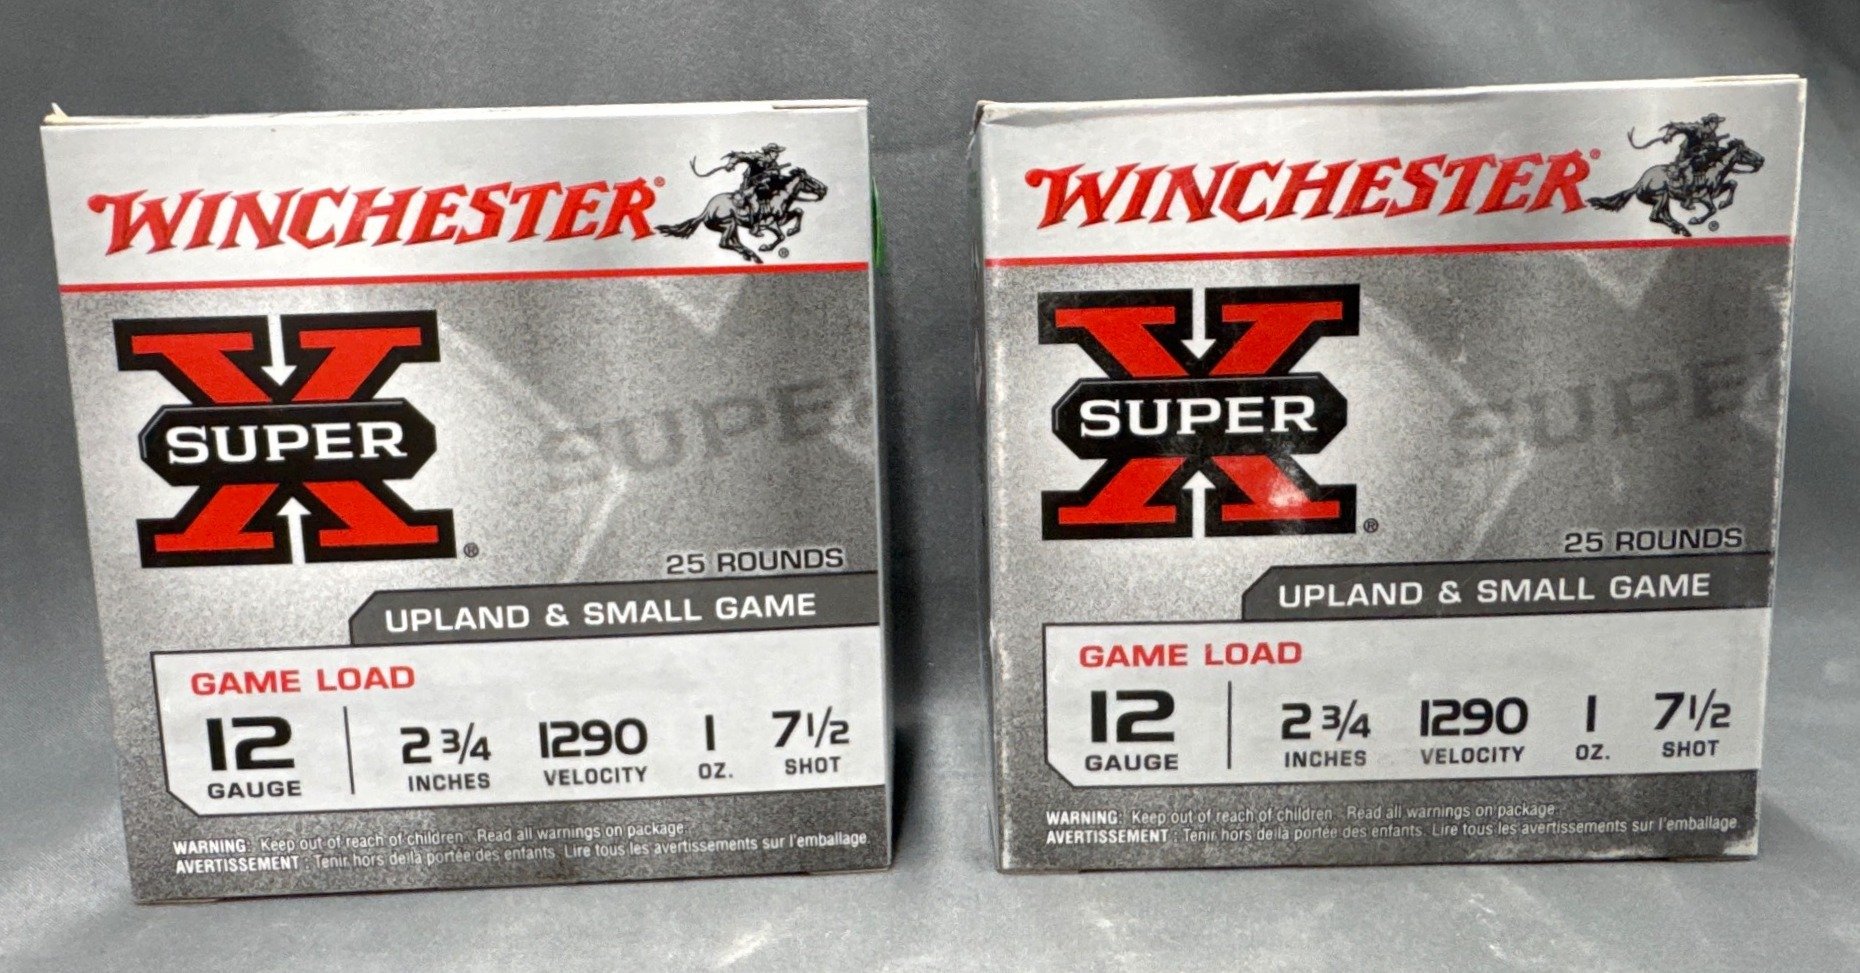 WINCHESTER®
SUPER X®
SUPER
25 ROUNDS
UPLAND & SMALL GAME
GAME LOAD
12 2 3/4 1290 1 7 1/2
GAUGE INCHES VELOCITY OZ. SHOT
WARNING: Keep out of reach of children. Read all warnings on package
AVERTISSEMENT : Tenir hors de la portée des enfants. Lire tous les avertissements sur l'emballage
WINCHESTER®
SUPER X®
SUPER
25 ROUNDS
UPLAND & SMALL GAME
GAME LOAD
12 2 3/4 1290 1 7 1/2
GAUGE INCHES VELOCITY OZ. SHOT
WARNING: Keep out of reach of children. Read all warnings on package
AVERTISSEMENT : Tenir hors de la portée des enfants. Lire tous les avertissements sur l'emballage